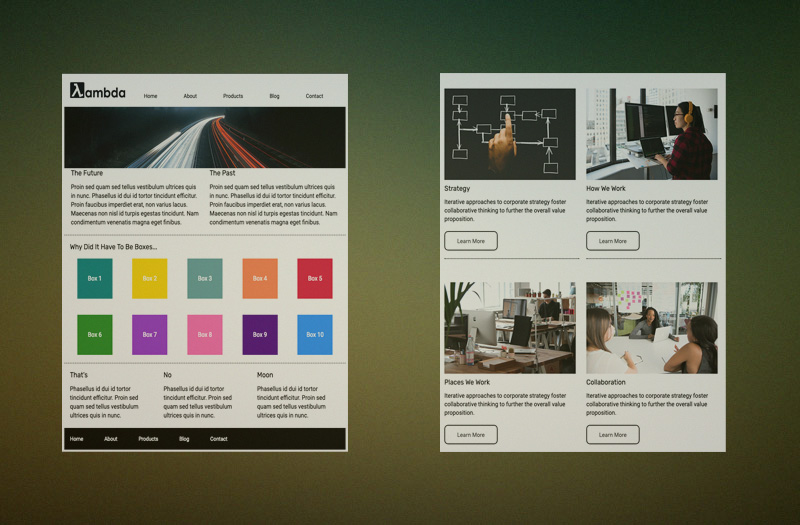 λambda
Home About Products Blog Contact
The Future
Proin sed quam sed tellus vestibulum ultrices quis
in nunc. Phasellus id dui id tortor tincidunt efficitur.
Proin faucibus imperdiet erat, non varius lacus.
Maecenas non nisl id turpis egestas tincidunt. Nam
condimentum venenatis magna eget finibus.
The Past
Proin sed quam sed tellus vestibulum ultrices quis
in nunc. Phasellus id dui id tortor tincidunt efficitur.
Proin faucibus imperdiet erat, non varius lacus.
Maecenas non nisl id turpis egestas tincidunt. Nam
condimentum venenatis magna eget finibus.
Why Did It Have To Be Boxes...
Box 1 Box 2 Box 3 Box 4 Box 5
Box 6 Box 7 Box 8 Box 9 Box 10
That's
Phasellus id dui id tortor
tincidunt efficitur. Proin sed
quam sed tellus vestibulum
ultrices quis in nunc.
No
Phasellus id dui id tortor
tincidunt efficitur. Proin sed
quam sed tellus vestibulum
ultrices quis in nunc.
Moon
Phasellus id dui id tortor
tincidunt efficitur. Proin sed
quam sed tellus vestibulum
ultrices quis in nunc.
Home About Products Blog Contact
Strategy
Iterative approaches to corporate strategy foster
collaborative thinking to further the overall value
proposition.
Learn More
How We Work
Iterative approaches to corporate strategy foster
collaborative thinking to further the overall value
proposition.
Learn More
Places We Work
Iterative approaches to corporate strategy foster
collaborative thinking to further the overall value
proposition.
Learn More
Collaboration
Iterative approaches to corporate strategy foster
collaborative thinking to further the overall value
proposition.
Learn More